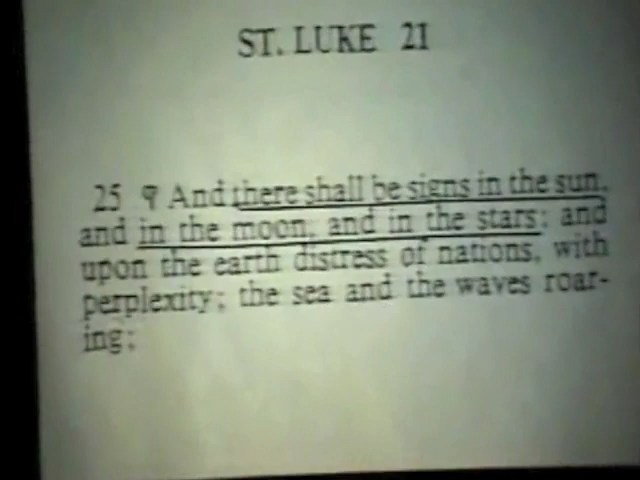 ST. LUKE 21
25 ¶ And there shall be signs in the sun,
and in the moon, and in the stars; and
upon the earth distress of nations, with
perplexity; the sea and the waves roar-
ing;